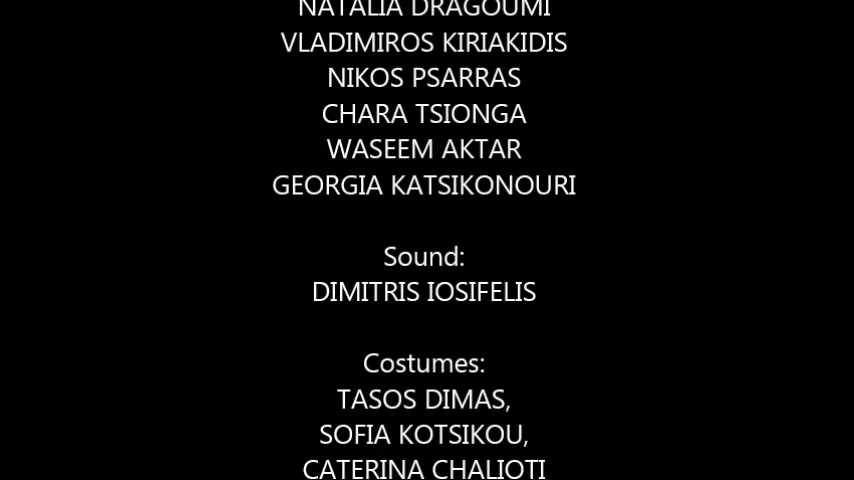 NATALIA DRAGOUMI
VLADIMIROS KIRIAKIDIS
NIKOS PSARRAS
CHARA TSIONGA
WASEEM AKTAR
GEORGIA KATSIKONOURI
Sound:
DIMITRIS IOSIFELIS
Costumes:
TASOS DIMAS,
SOFIA KOTSIKOU,
CATERINA CHALIOTI